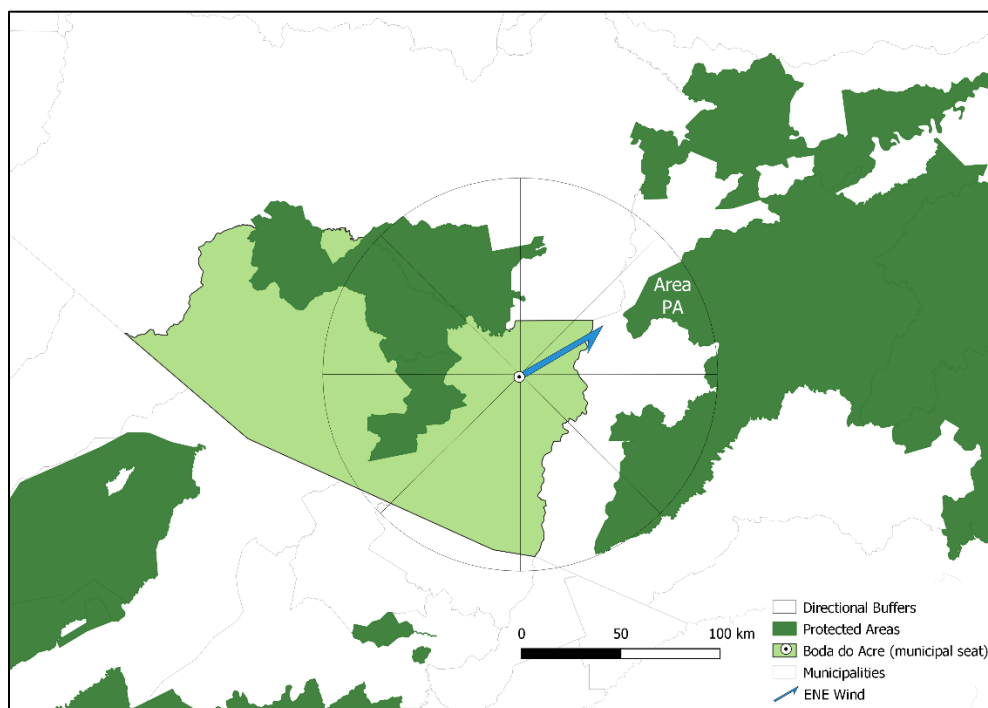 Area
PA
0 50 100 km
Directional Buffers
Protected Areas
Boda do Acre (municipal seat)
Municipalities
ENE Wind